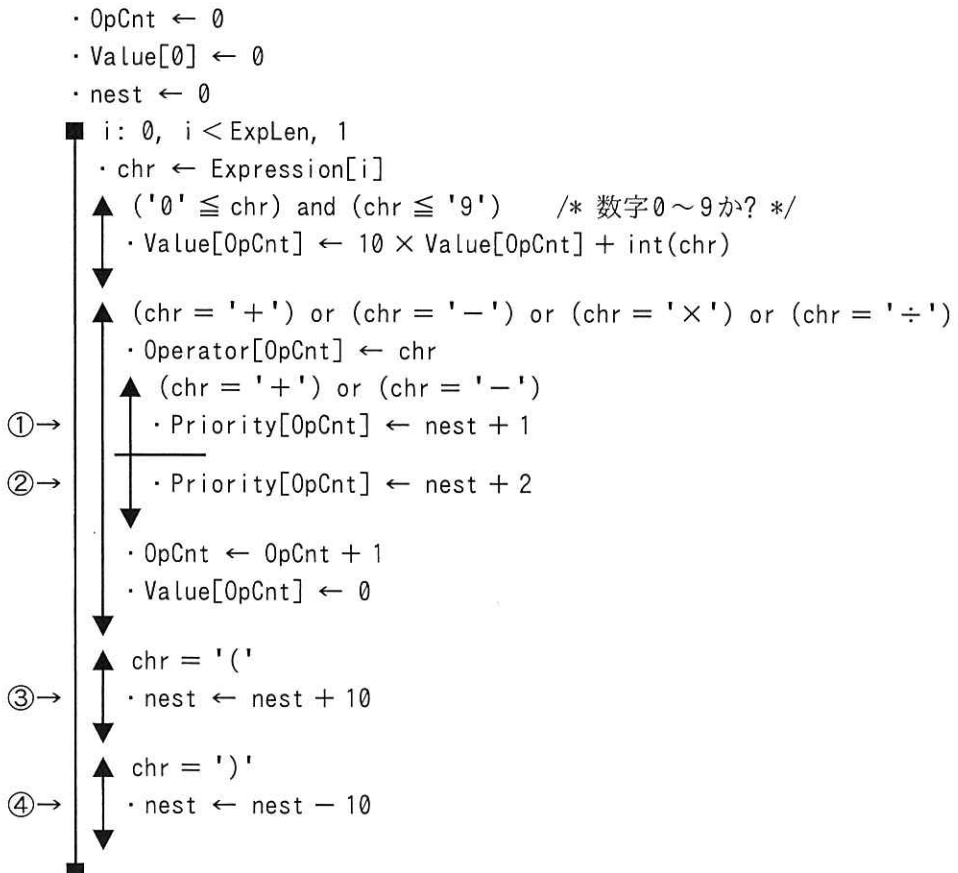 ・OpCnt ← 0
・Value[0] ← 0
・nest ← 0
■ i: 0, i < ExpLen, 1
・chr ← Expression[i]
▲ ('0' ≦ chr) and (chr ≦ '9') /* 数字0～9か? */
・Value[OpCnt] ← 10 × Value[OpCnt] + int(chr)
▲ (chr = '+') or (chr = '−') or (chr = '×') or (chr = '÷')
・Operator[OpCnt] ← chr
▲ (chr = '+') or (chr = '−')
①→ ・Priority[OpCnt] ← nest + 1
②→ ・Priority[OpCnt] ← nest + 2
・OpCnt ← OpCnt + 1
・Value[OpCnt] ← 0
▲ chr = '('
③→ ・nest ← nest + 10
▲ chr = ')'
④→ ・nest ← nest − 10